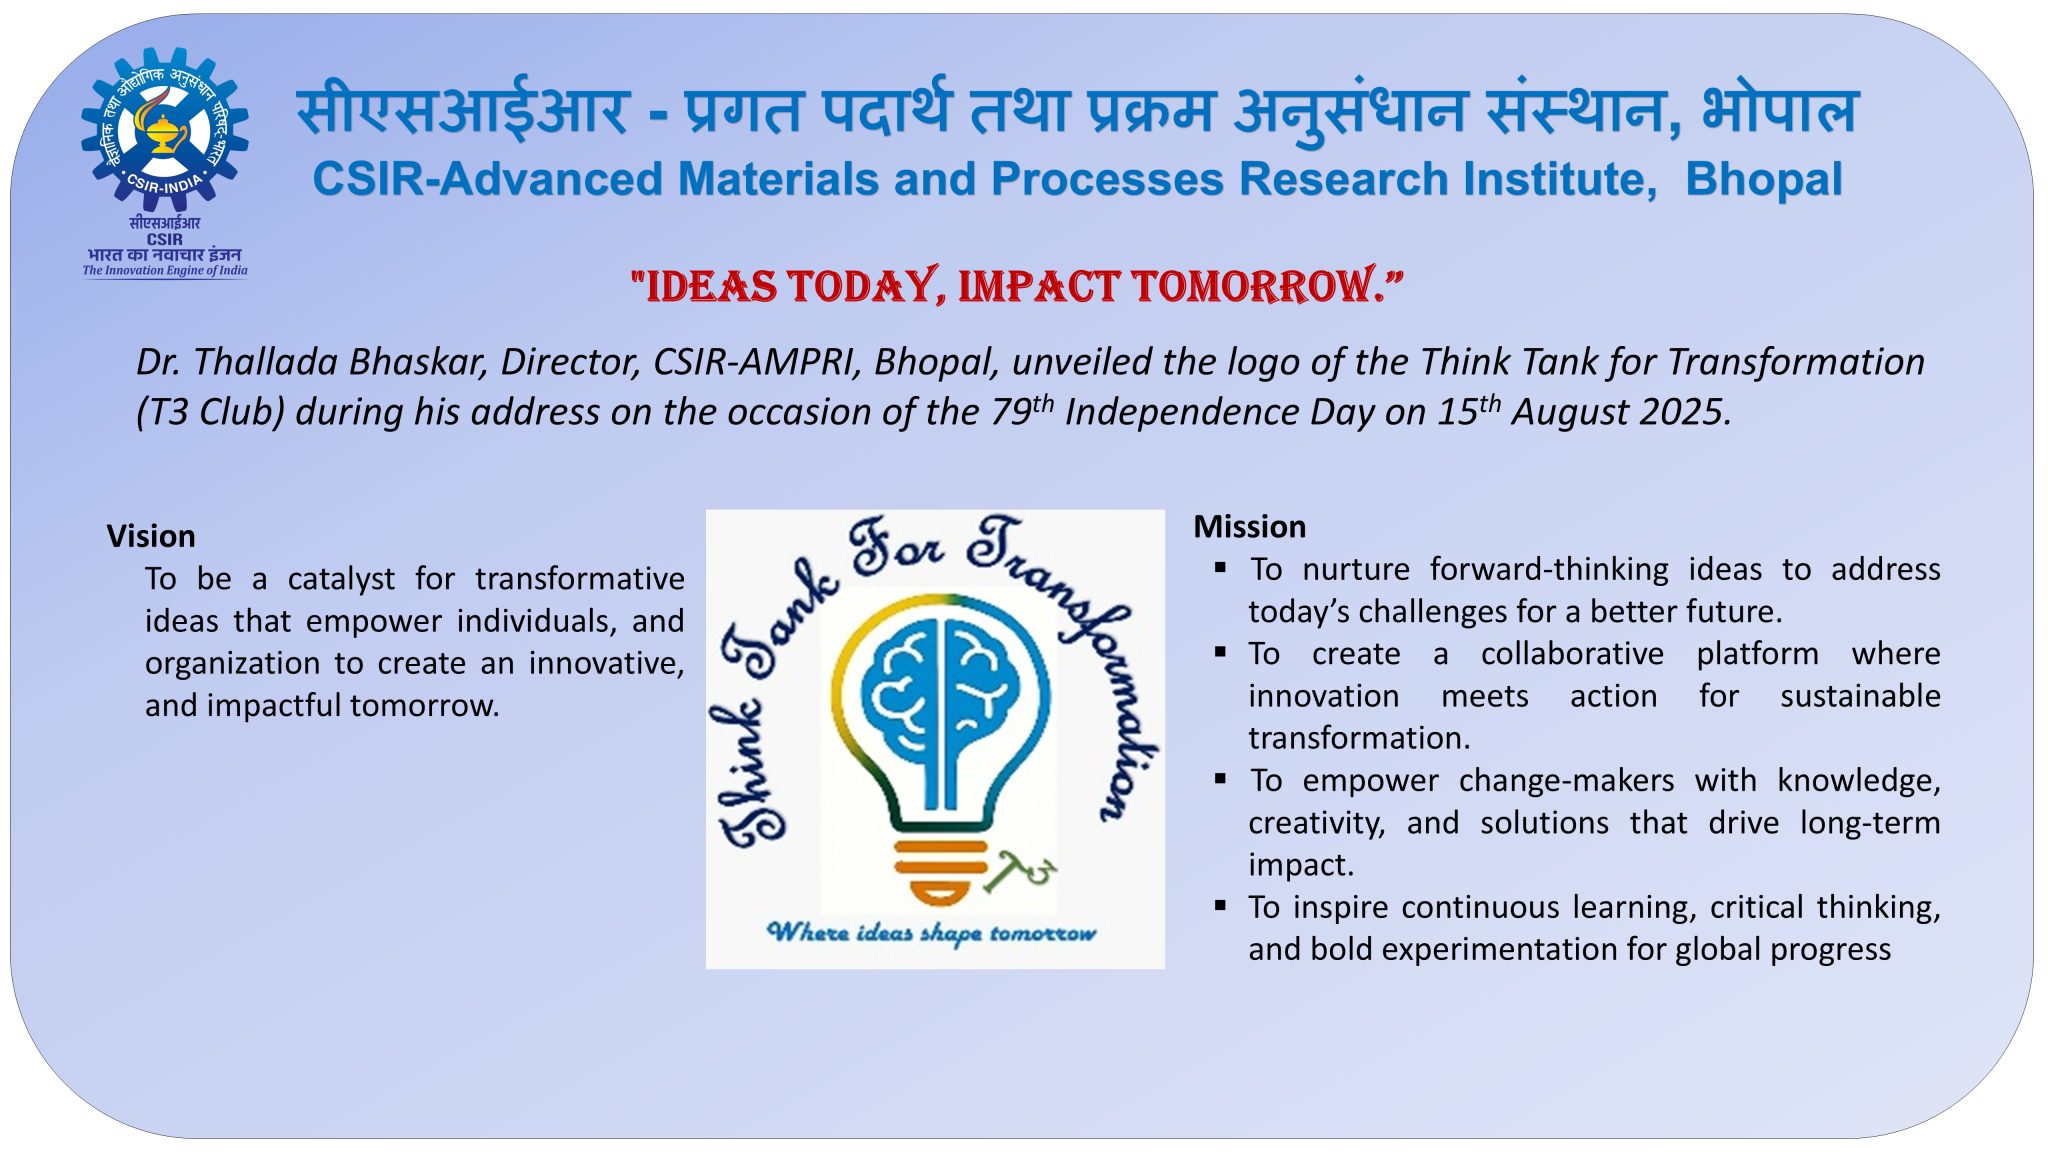 वैज्ञानिक तथा औद्योगिक अनुसंधान परिषद्-भारत
• CSIR-INDIA •
सीएसआईआर
CSIR
भारत का नवाचार इंजन
The Innovation Engine of India
सीएसआईआर - प्रगत पदार्थ तथा प्रक्रम अनुसंधान संस्थान, भोपाल
CSIR-Advanced Materials and Processes Research Institute, Bhopal
"IDEAS TODAY, IMPACT TOMORROW.”
Dr. Thallada Bhaskar, Director, CSIR-AMPRI, Bhopal, unveiled the logo of the Think Tank for Transformation
(T3 Club) during his address on the occasion of the 79th Independence Day on 15th August 2025.
Vision
To be a catalyst for transformative
ideas that empower individuals, and
organization to create an innovative,
and impactful tomorrow.
Think Tank For Transformation
T3
Where ideas shape tomorrow
Mission
▪ To nurture forward-thinking ideas to address
today’s challenges for a better future.
▪ To create a collaborative platform where
innovation meets action for sustainable
transformation.
▪ To empower change-makers with knowledge,
creativity, and solutions that drive long-term
impact.
▪ To inspire continuous learning, critical thinking,
and bold experimentation for global progress